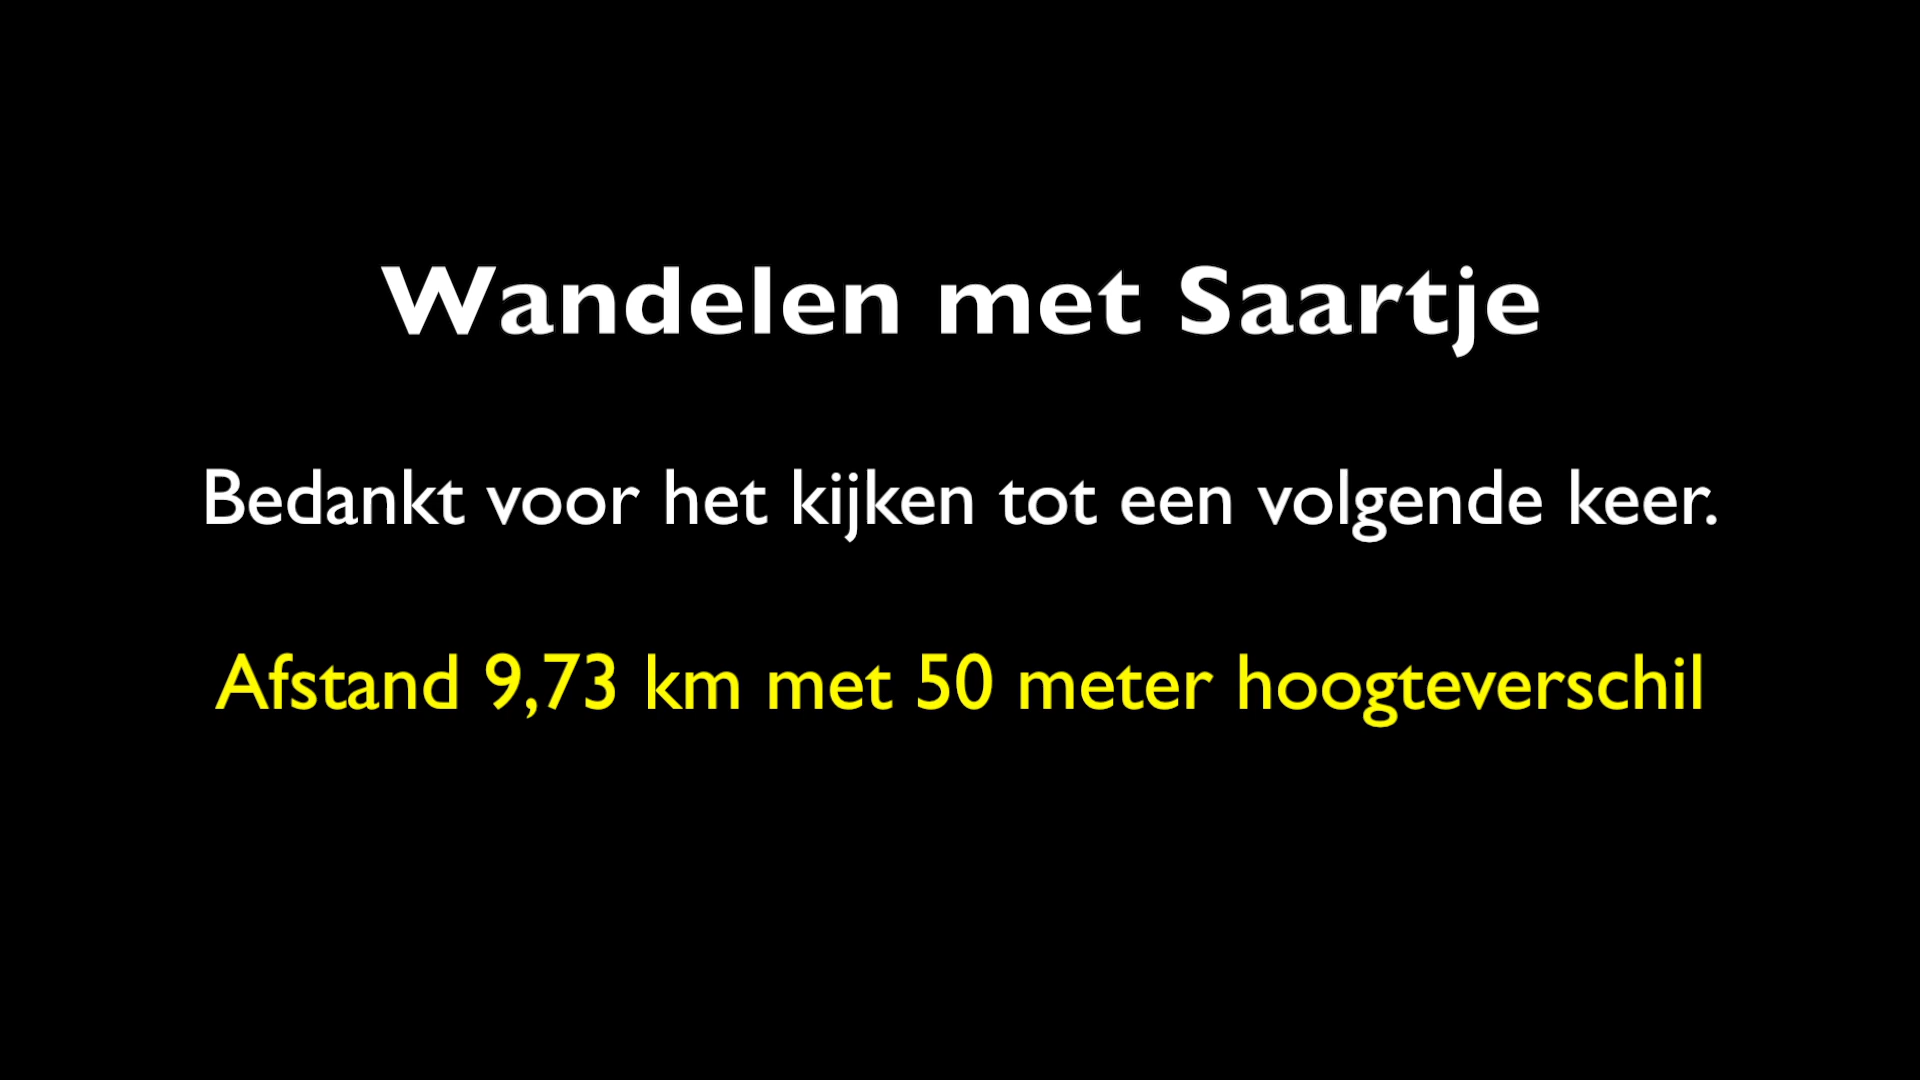 Wandelen met Saartje
Bedankt voor het kijken tot een volgende keer.
Afstand 9,73 km met 50 meter hoogteverschil